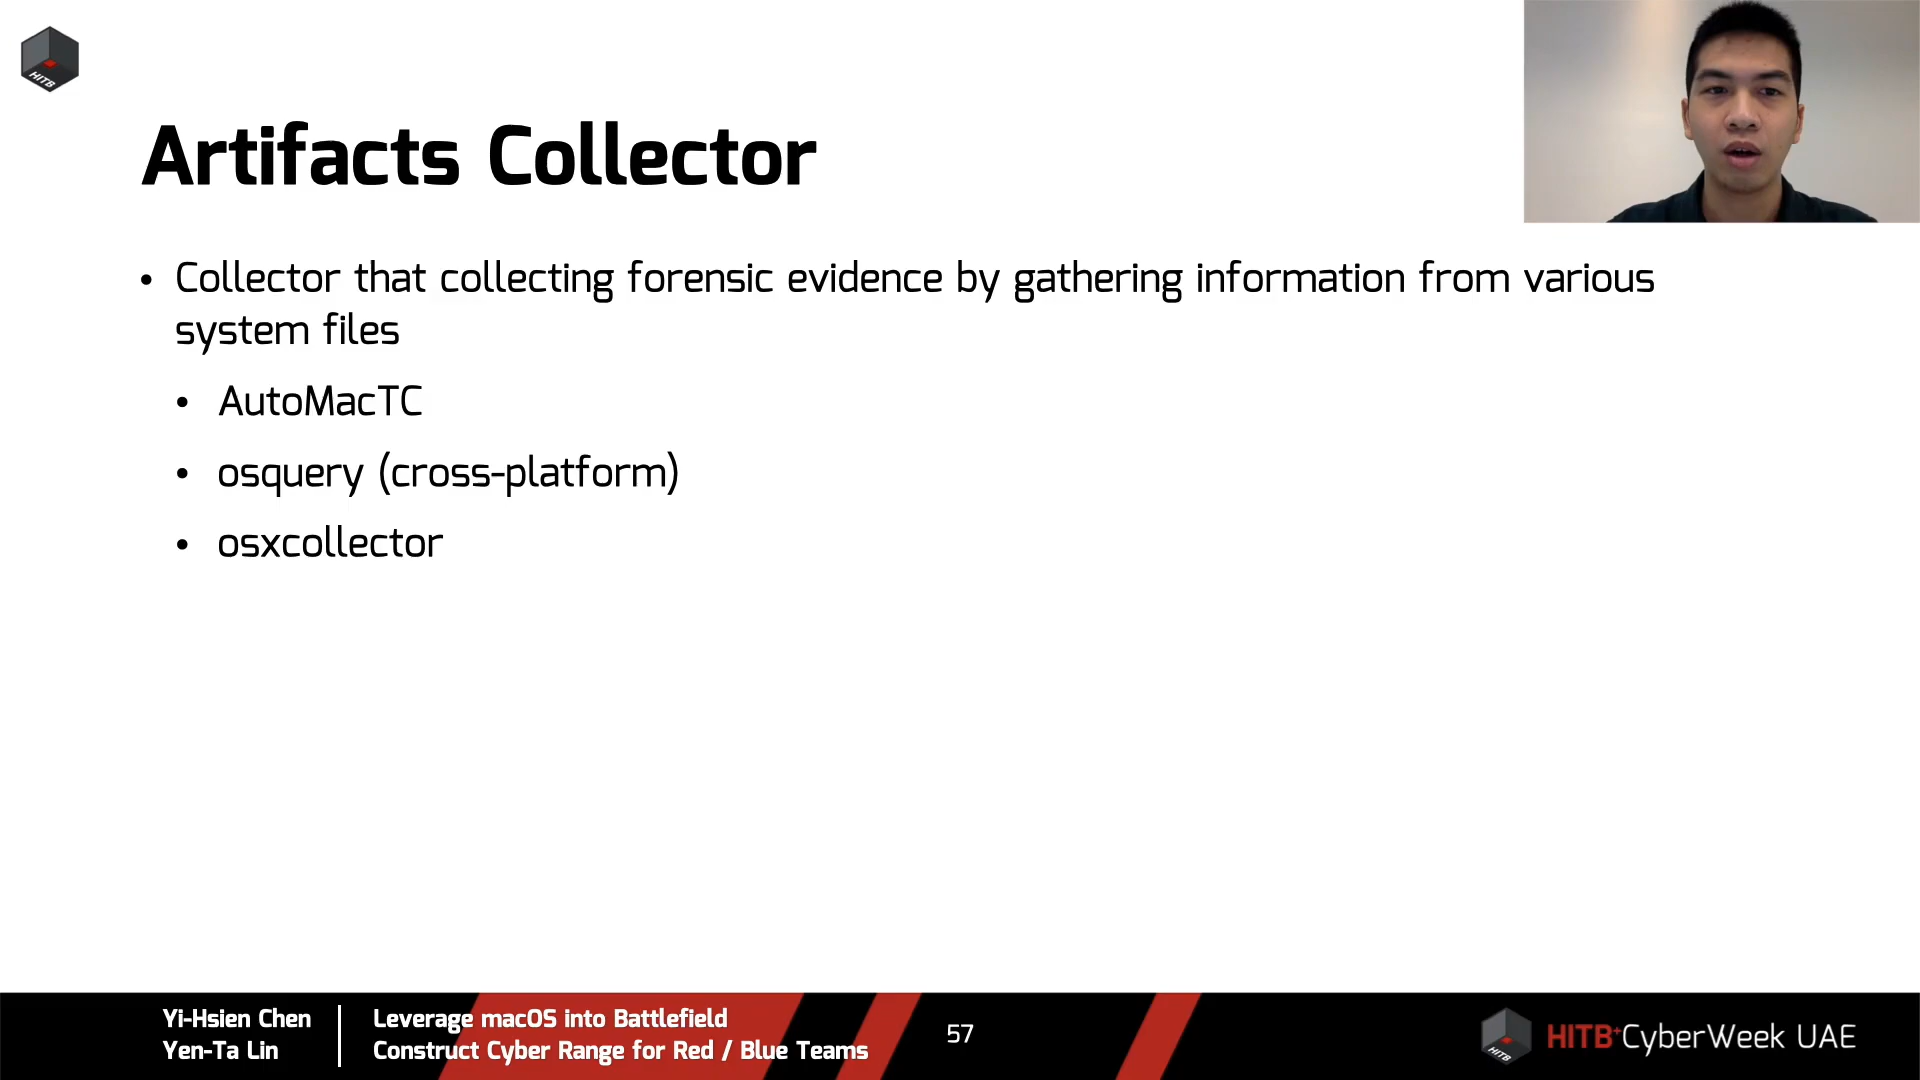 HITB
Artifacts Collector
• Collector that collecting forensic evidence by gathering information from various
system files
• AutoMacTC
• osquery (cross-platform)
• osxcollector
Yi-Hsien Chen
Yen-Ta Lin
Leverage macOS into Battlefield
Construct Cyber Range for Red / Blue Teams
57
HITB
HITB+CyberWeek UAE